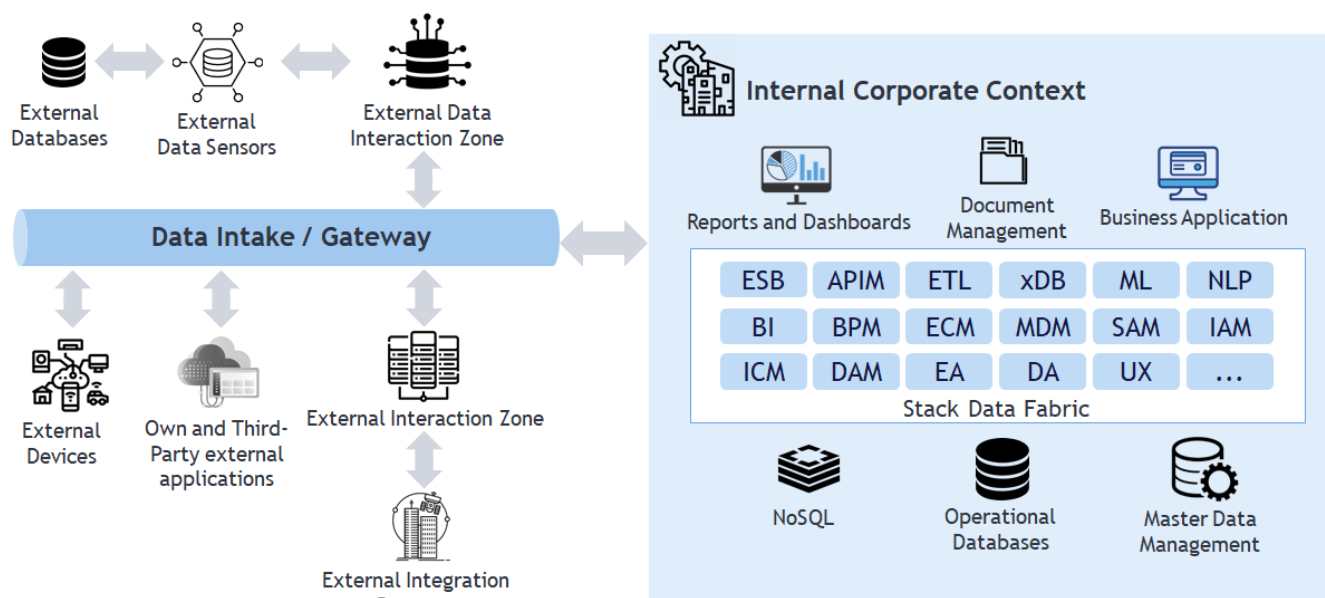 External
Databases
External
Data Sensors
External Data
Interaction Zone
Data Intake / Gateway
External
Devices
Own and Third-
Party external
applications
External Interaction Zone
External Integration
Internal Corporate Context
Reports and Dashboards
Document
Management
Business Application
ESB APIM ETL xDB ML NLP
BI BPM ECM MDM SAM IAM
ICM DAM EA DA UX ...
Stack Data Fabric
NoSQL
Operational
Databases
Master Data
Management